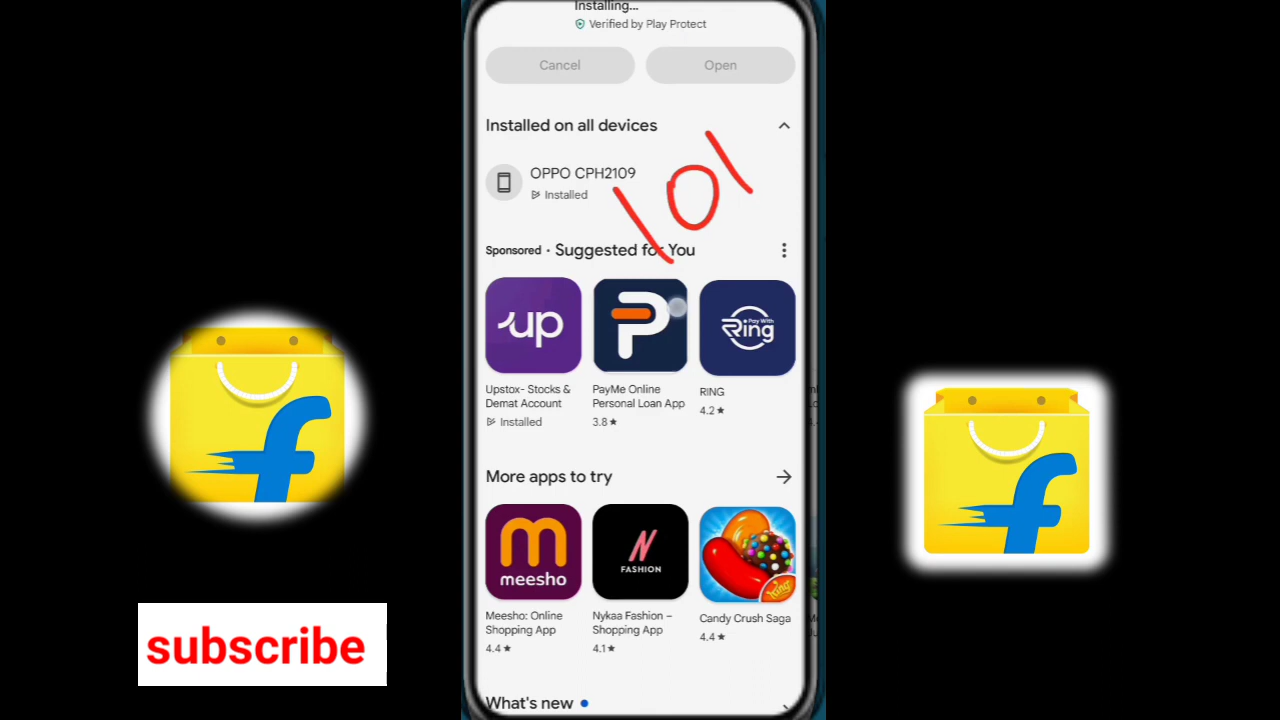 Installing...
Verified by Play Protect
Cancel Open
Installed on all devices
OPPO CPH2109
Installed
101
Sponsored · Suggested for You
up
P
Pay With
Ring
Upstox- Stocks &
Demat Account
Installed
PayMe Online
Personal Loan App
3.8★
RING
4.2★
More apps to try
meesho
N
FASHION
King
Meesho: Online
Shopping App
4.4★
Nykaa Fashion –
Shopping App
4.1★
Candy Crush Saga
4.4★
What's new
f
f
subscribe